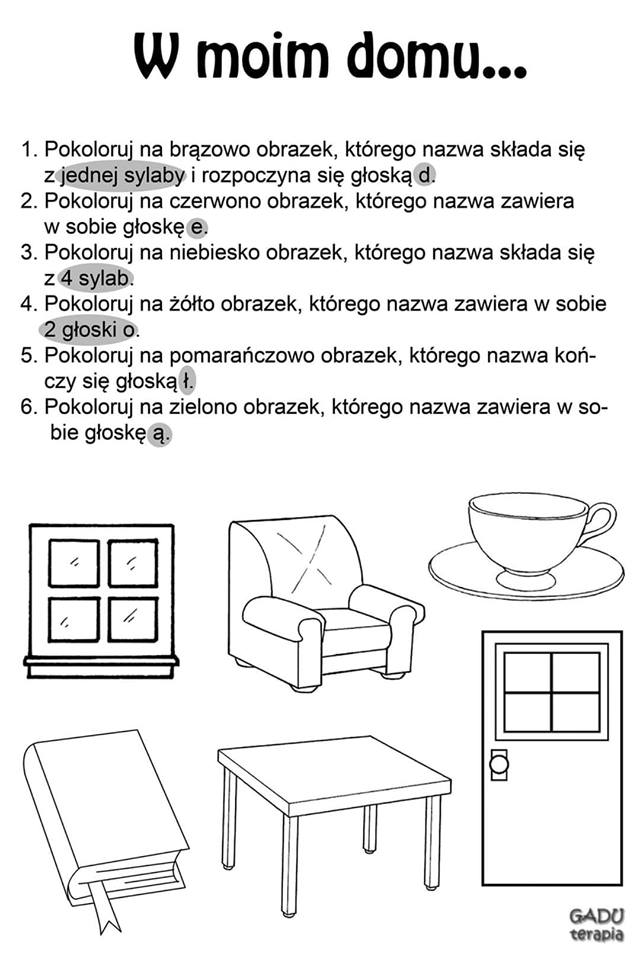 W moim domu...
1. Pokoloruj na brązowo obrazek, którego nazwa składa się
z jednej sylaby i rozpoczyna się głoską d.
2. Pokoloruj na czerwono obrazek, którego nazwa zawiera
w sobie głoskę e.
3. Pokoloruj na niebiesko obrazek, którego nazwa składa się
z 4 sylab.
4. Pokoloruj na żółto obrazek, którego nazwa zawiera w sobie
2 głoski o.
5. Pokoloruj na pomarańczowo obrazek, którego nazwa koń-
czy się głoską ł.
6. Pokoloruj na zielono obrazek, którego nazwa zawiera w so-
bie głoskę ą.
GADU
terapia